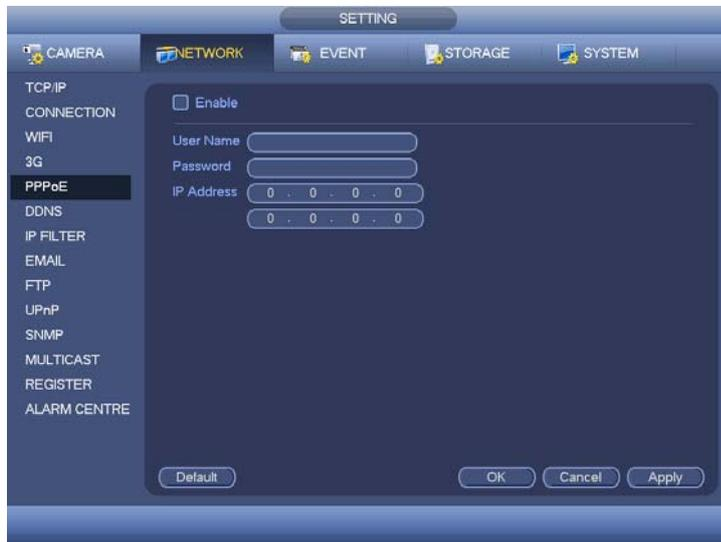 SETTING
CAMERA NETWORK EVENT STORAGE SYSTEM
TCP/IP
CONNECTION
WIFI
3G
PPPoE
DDNS
IP FILTER
EMAIL
FTP
UPnP
SNMP
MULTICAST
REGISTER
ALARM CENTRE
Enable
User Name
Password
IP Address 0 . 0 . 0 . 0
0 . 0 . 0 . 0
Default OK Cancel Apply